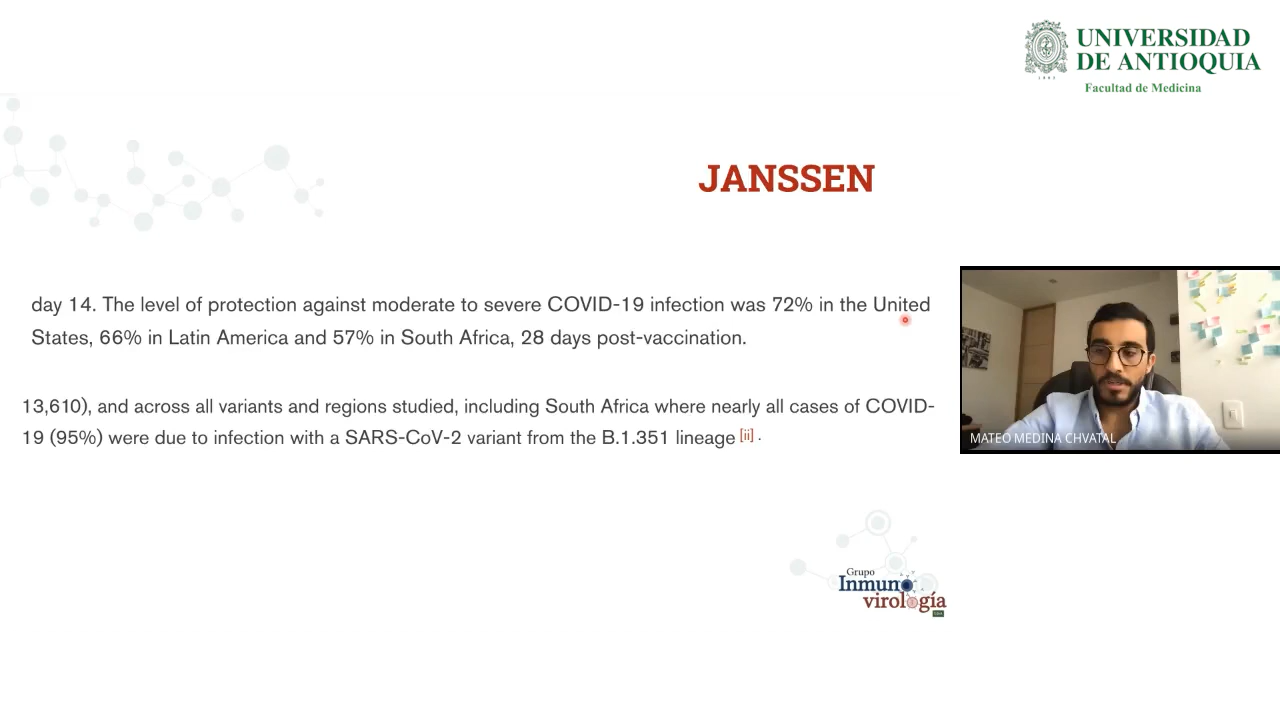 UNIVERSIDAD
DE ANTIOQUIA
1803
Facultad de Medicina
JANSSEN
day 14. The level of protection against moderate to severe COVID-19 infection was 72% in the United
States, 66% in Latin America and 57% in South Africa, 28 days post-vaccination.
13,610), and across all variants and regions studied, including South Africa where nearly all cases of COVID-
19 (95%) were due to infection with a SARS-CoV-2 variant from the B.1.351 lineage [ii] .
MATEO MEDINA CHVATAL
Grupo
Inmuno
virología